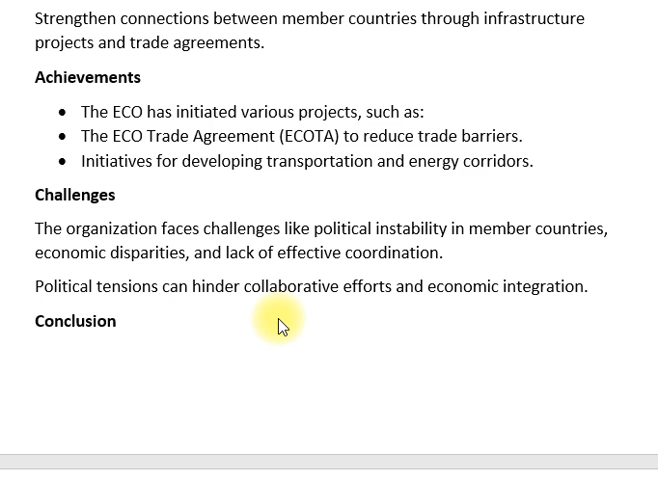 Strengthen connections between member countries through infrastructure
projects and trade agreements.
Achievements
• The ECO has initiated various projects, such as:
• The ECO Trade Agreement (ECOTA) to reduce trade barriers.
• Initiatives for developing transportation and energy corridors.
Challenges
The organization faces challenges like political instability in member countries,
economic disparities, and lack of effective coordination.
Political tensions can hinder collaborative efforts and economic integration.
Conclusion